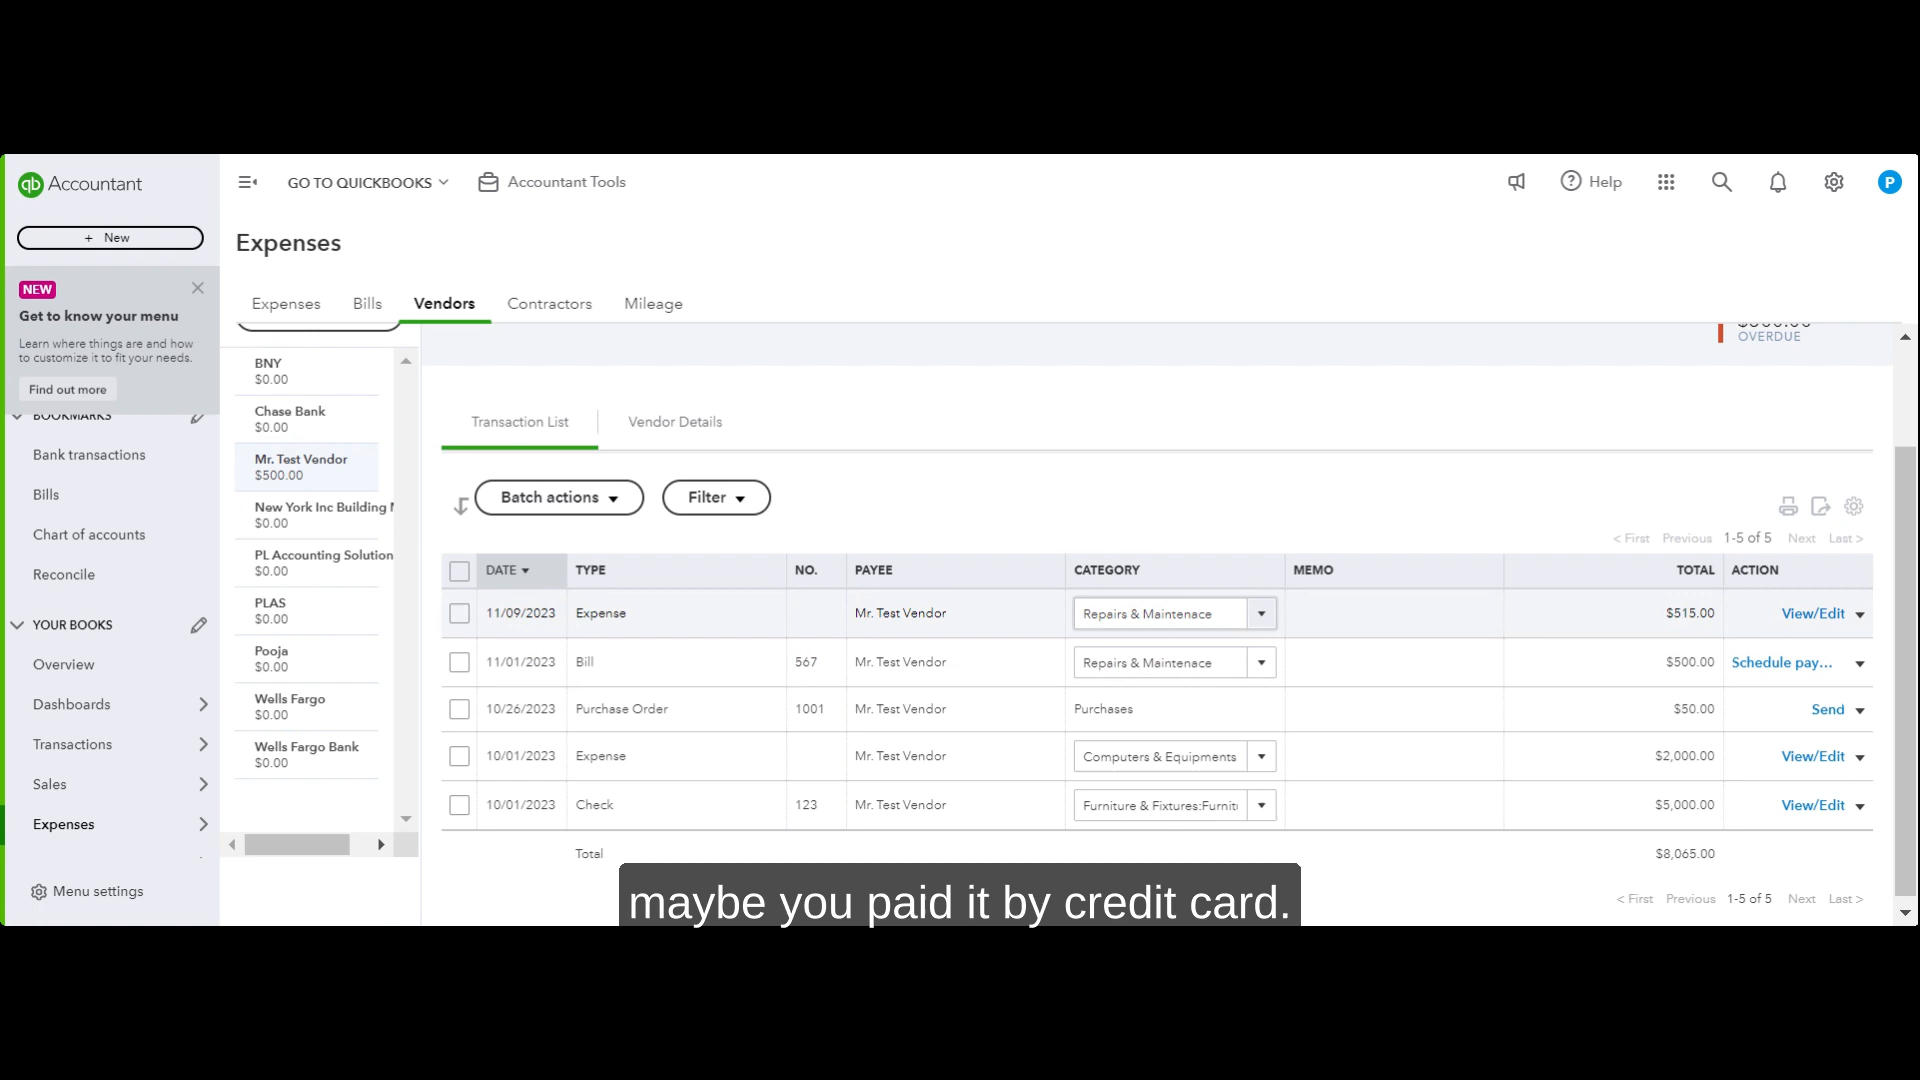 qb Accountant
GO TO QUICKBOOKS
Accountant Tools
Help
P
+ New
Expenses
NEW
Get to know your menu
Learn where things are and how
to customize it to fit your needs.
Find out more
Expenses Bills Vendors Contractors Mileage
BOOKMARKS
Bank transactions
Bills
Chart of accounts
Reconcile
YOUR BOOKS
Overview
Dashboards
Transactions
Sales
Expenses
Menu settings
BNY
$0.00
Chase Bank
$0.00
Mr. Test Vendor
$500.00
New York Inc Building
$0.00
PL Accounting Solution
$0.00
PLAS
$0.00
Pooja
$0.00
Wells Fargo
$0.00
Wells Fargo Bank
$0.00
OVERDUE
Transaction List Vendor Details
Batch actions Filter
< First Previous 1-5 of 5 Next Last >
DATE TYPE NO. PAYEE CATEGORY MEMO TOTAL ACTION
11/09/2023 Expense Mr. Test Vendor Repairs & Maintenace $515.00 View/Edit
11/01/2023 Bill 567 Mr. Test Vendor Repairs & Maintenace $500.00 Schedule pay...
10/26/2023 Purchase Order 1001 Mr. Test Vendor Purchases $50.00 Send
10/01/2023 Expense Mr. Test Vendor Computers & Equipments $2,000.00 View/Edit
10/01/2023 Check 123 Mr. Test Vendor Furniture & Fixtures:Furnit $5,000.00 View/Edit
Total $8,065.00
< First Previous 1-5 of 5 Next Last >
maybe you paid it by credit card.